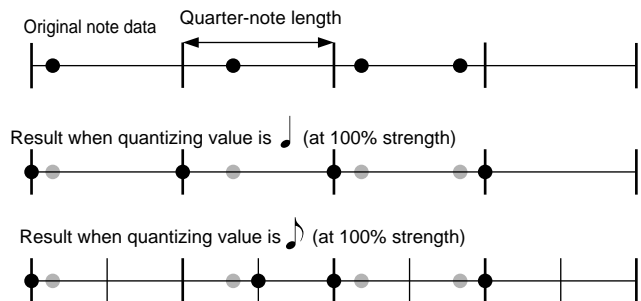 Original note data
Quarter-note length
Result when quantizing value is ♩ (at 100% strength)
Result when quantizing value is ♪ (at 100% strength)